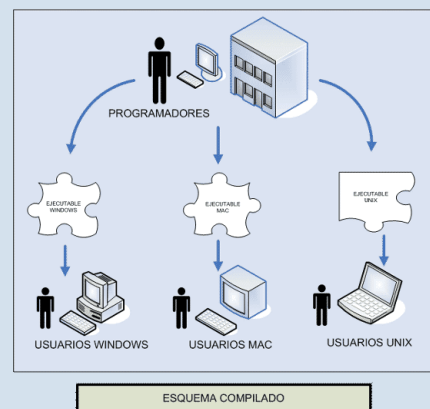 PROGRAMADORES
EJECUTABLE
WINDOWS
EJECUTABLE
MAC
EJECUTABLE
UNIX
USUARIOS WINDOWS
USUARIOS MAC
USUARIOS UNIX
ESQUEMA COMPILADO